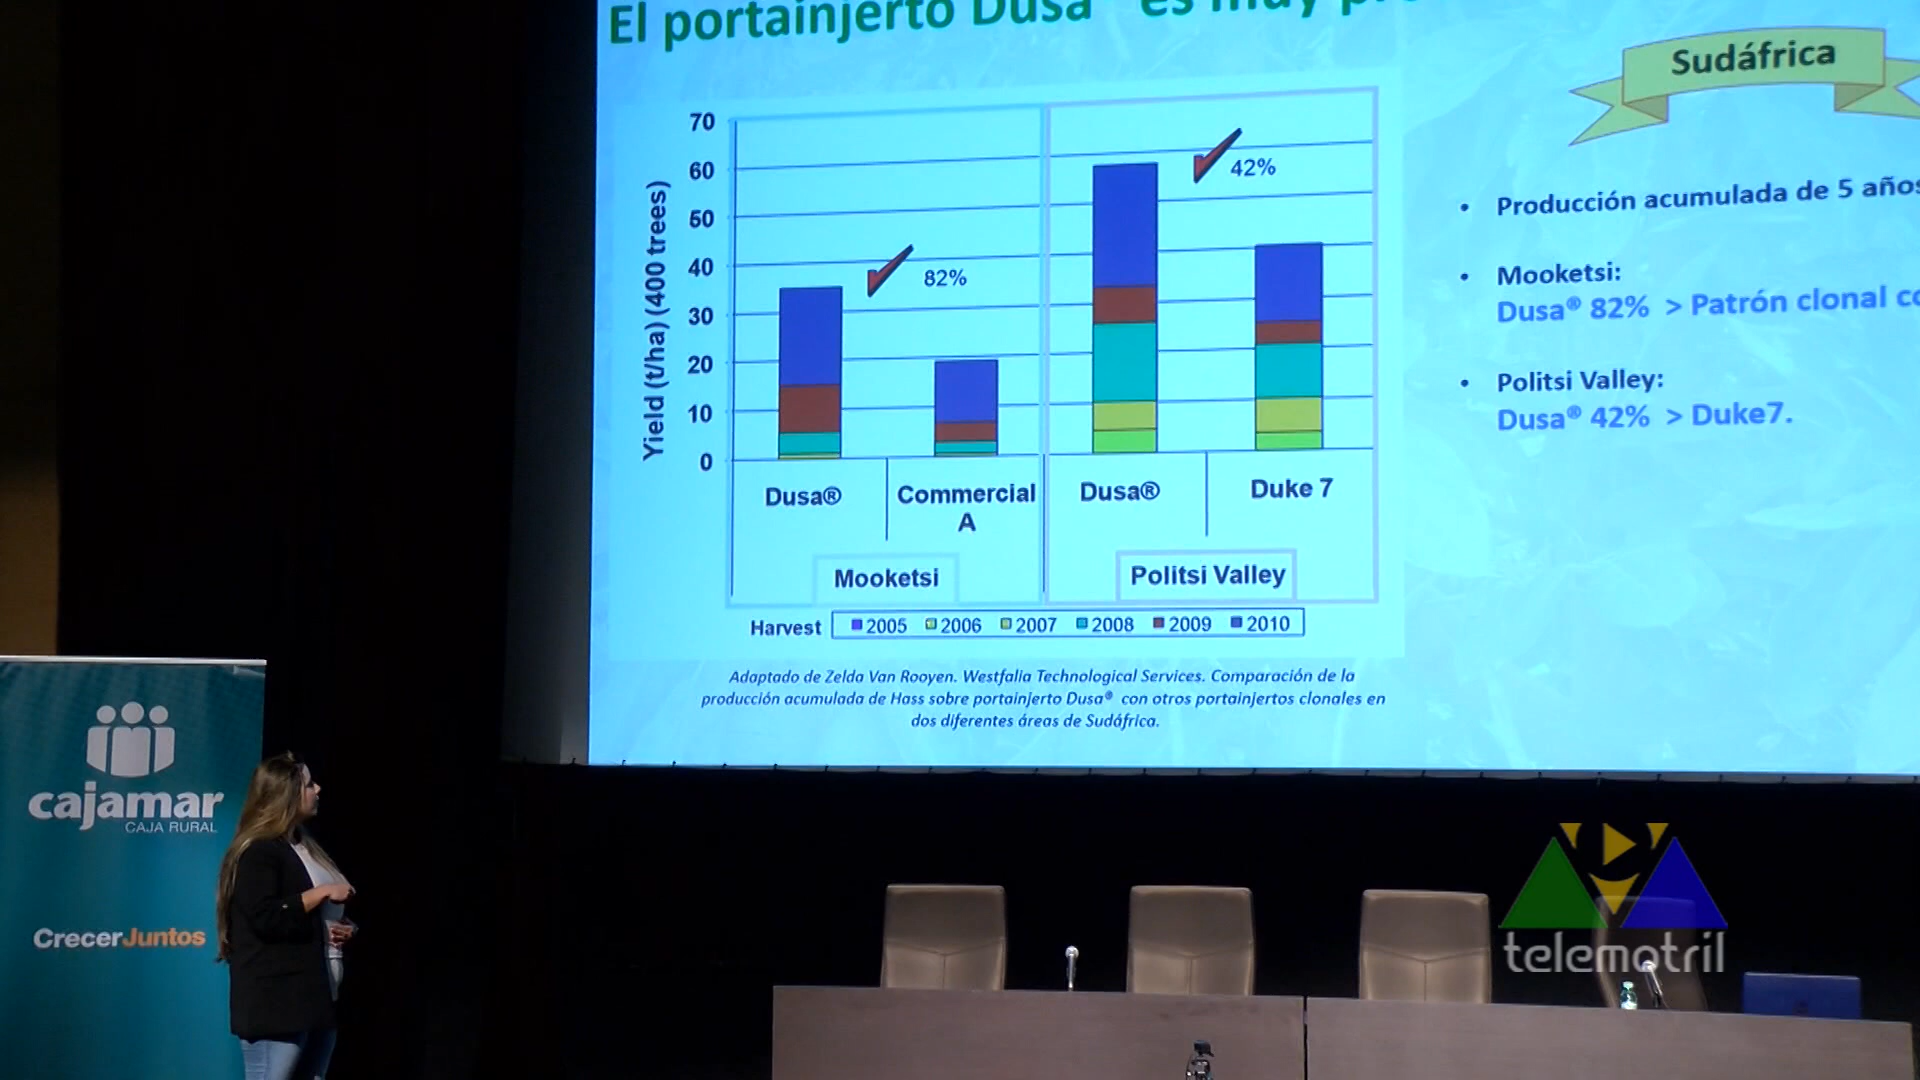 El portainjerto Dusa® es muy
Sudáfrica
Yield (t/ha) (400 trees)
70
60
50
40
30
20
10
0
82%
42%
Dusa®
Commercial
A
Dusa®
Duke 7
Mooketsi
Politsi Valley
Harvest
2005 2006 2007 2008 2009 2010
• Producción acumulada de 5 años
• Mooketsi:
Dusa® 82% > Patrón clonal
• Politsi Valley:
Dusa® 42% > Duke7.
Adaptado de Zelda Van Rooyen. Westfalia Technological Services. Comparación de la
producción acumulada de Hass sobre portainjerto Dusa® con otros portainjertos clonales en
dos diferentes áreas de Sudáfrica.
cajamar
CAJA RURAL
CrecerJuntos
telemotril